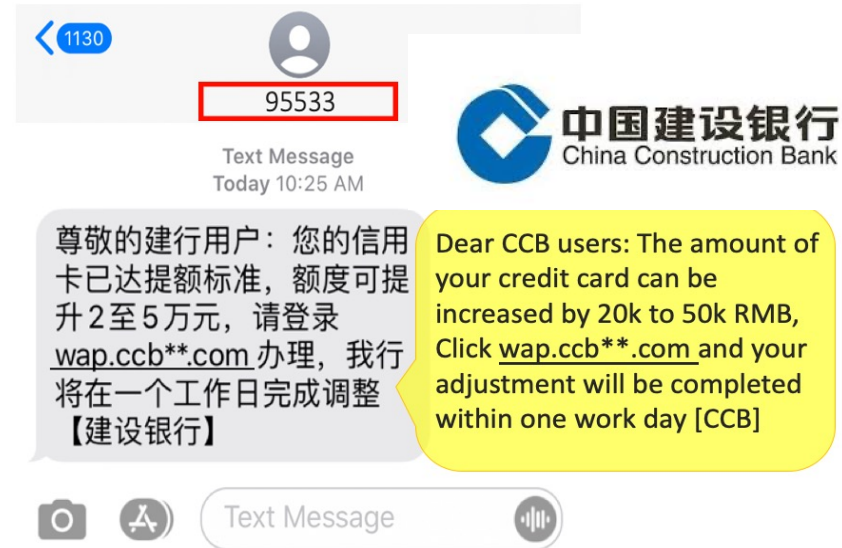 1130
95533
Text Message
Today 10:25 AM
中国建设银行
China Construction Bank
尊敬的建行用户：您的信用
卡已达提额标准，额度可提
升2至5万元，请登录
wap.ccb**.com 办理，我行
将在一个工作日完成调整
【建设银行】
Dear CCB users: The amount of
your credit card can be
increased by 20k to 50k RMB,
Click wap.ccb**.com and your
adjustment will be completed
within one work day [CCB]
Text Message